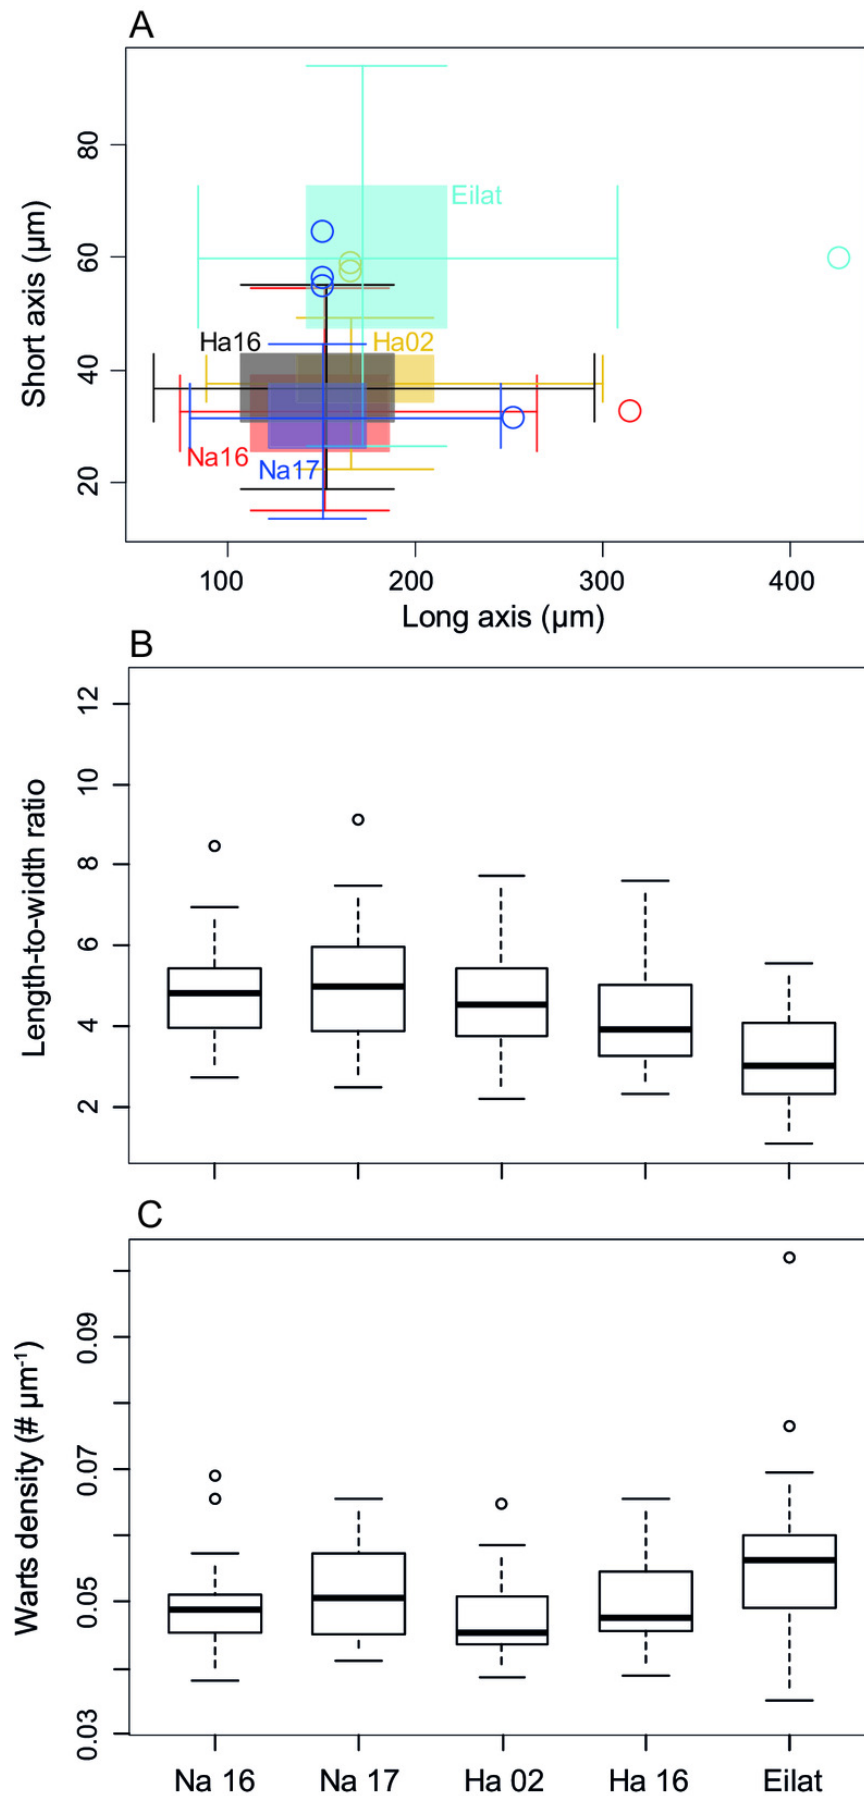 A
Short axis (µm)
80
60
40
20
Eilat
Ha16
Ha02
Na16
Na17
100 200 300 400
Long axis (µm)
B
Length-to-width ratio
12
10
8
6
4
2
C
Warts density (# µm⁻¹)
0.09
0.07
0.05
0.03
Na 16 Na 17 Ha 02 Ha 16 Eilat